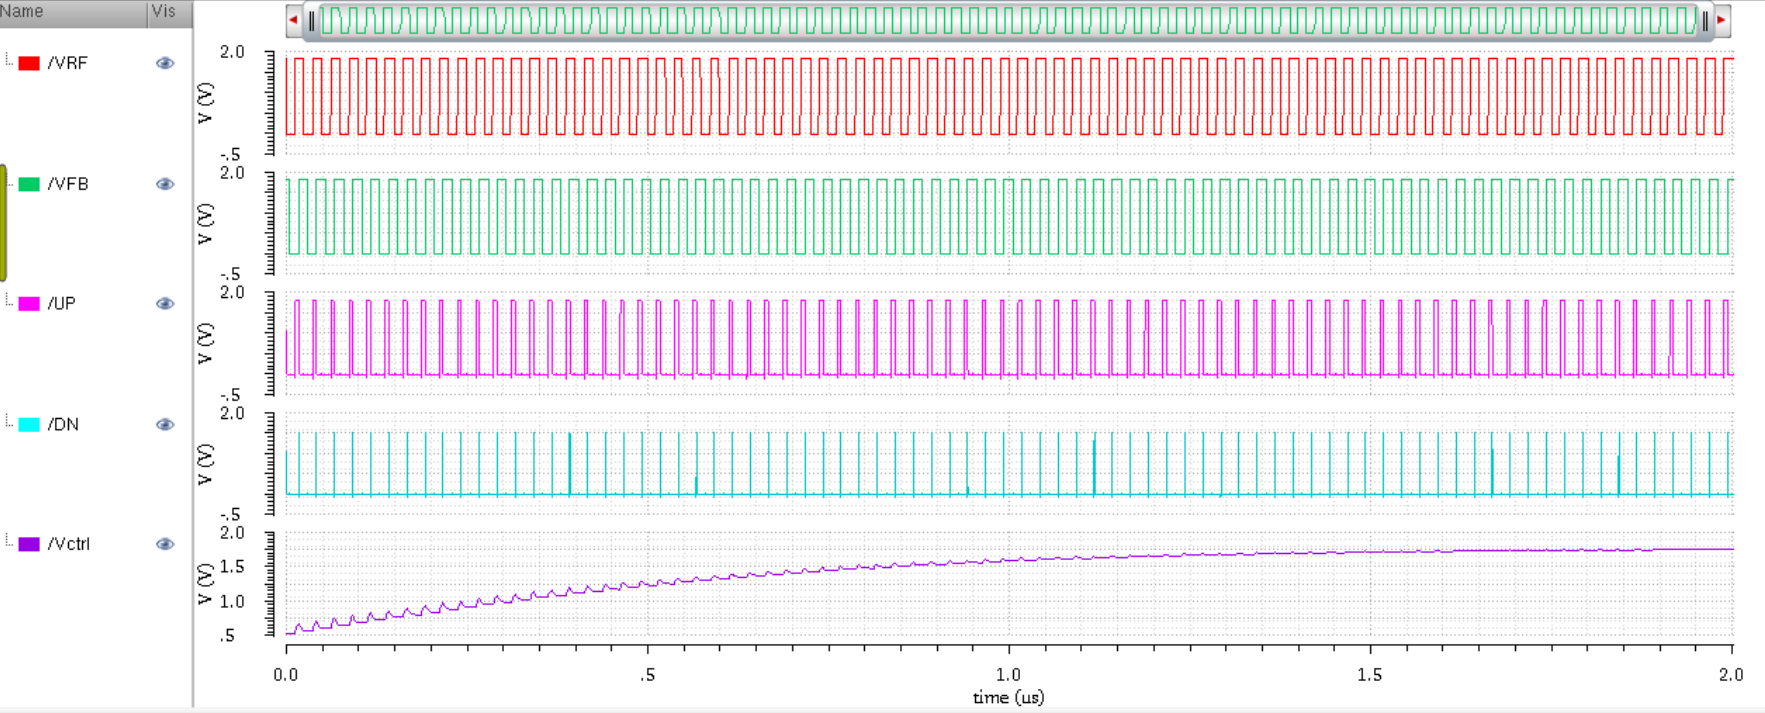 Name Vis
/VRF
2.0
V (V)
-.5
/VFB
2.0
V (V)
-.5
/UP
2.0
V (V)
-.5
/DN
2.0
V (V)
-.5
/Vctrl
2.0
1.5
V (V)
1.0
.5
0.0 .5 1.0 1.5 2.0
time (us)